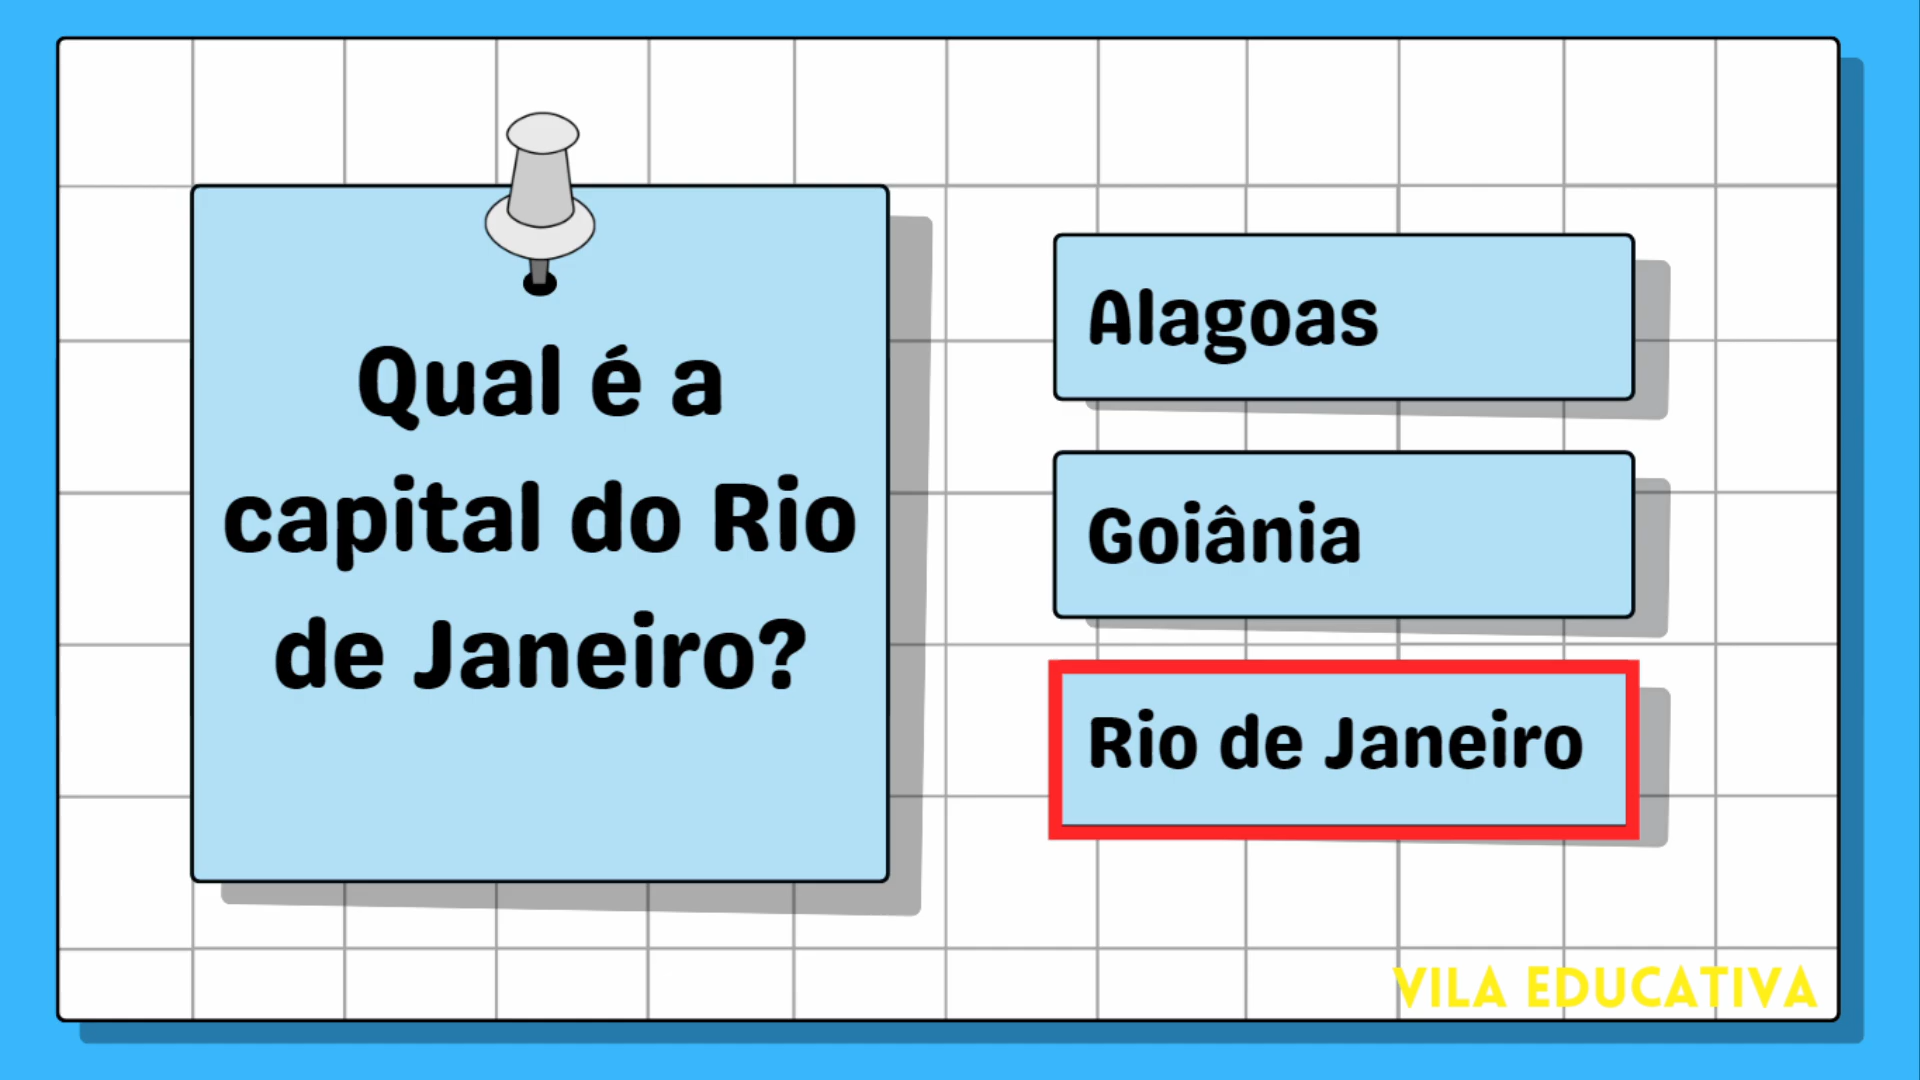 Qual é a
capital do Rio
de Janeiro?
Alagoas
Goiânia
Rio de Janeiro
VILA EDUCATIVA